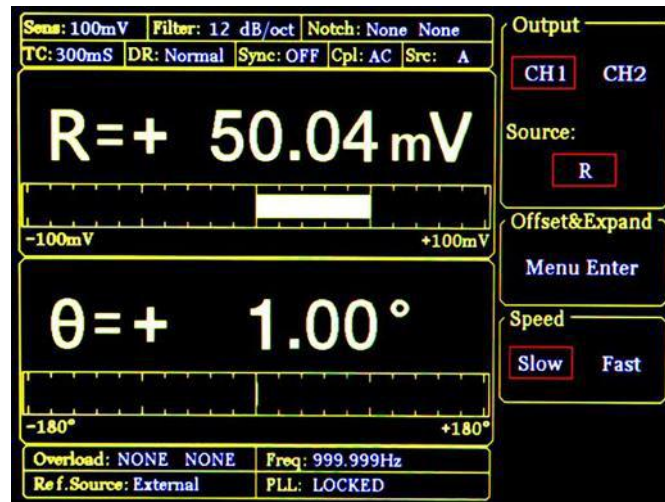 Sens: 100mV Filter: 12 dB/oct Notch: None None
TC: 300mS DR: Normal Sync: OFF Cpl: AC Src: A
R=+ 50.04 mV
-100mV +100mV
θ=+ 1.00°
-180° +180°
Overload: NONE NONE Freq: 999.999Hz
Ref.Source: External PLL: LOCKED
Output
CH1 CH2
Source:
R
Offset&Expand
Menu Enter
Speed
Slow Fast